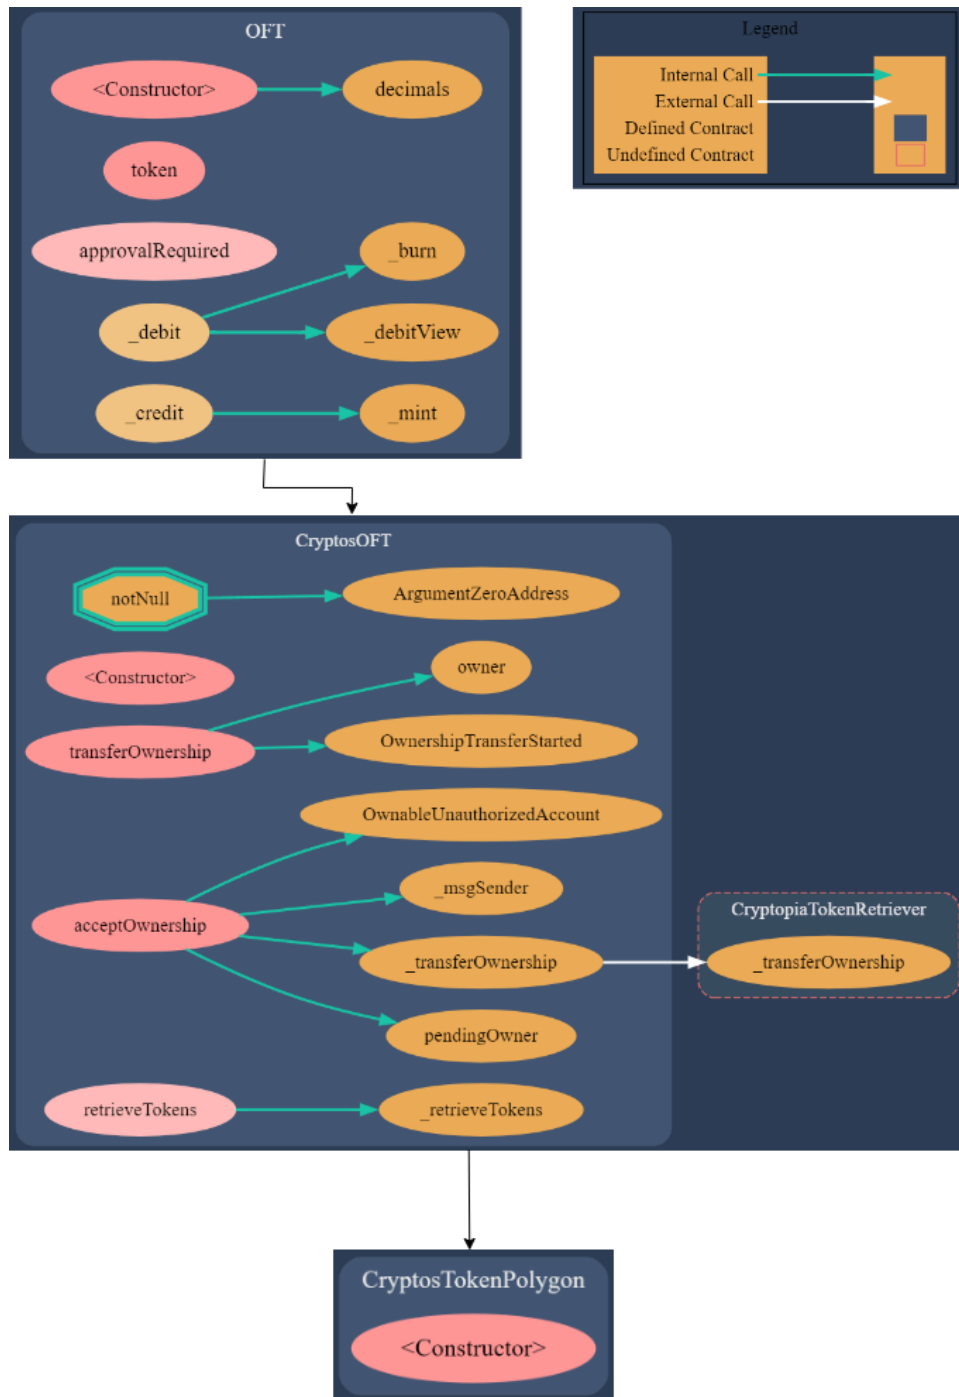 OFT
<Constructor>
decimals
token
approvalRequired
_burn
_debit
_debitView
_credit
_mint
Legend
Internal Call
External Call
Defined Contract
Undefined Contract
CryptosOFT
notNull
ArgumentZeroAddress
owner
<Constructor>
transferOwnership
OwnershipTransferStarted
OwnableUnauthorizedAccount
_msgSender
acceptOwnership
_transferOwnership
pendingOwner
retrieveTokens
_retrieveTokens
CryptopiaTokenRetriever
_transferOwnership
CryptosTokenPolygon
<Constructor>